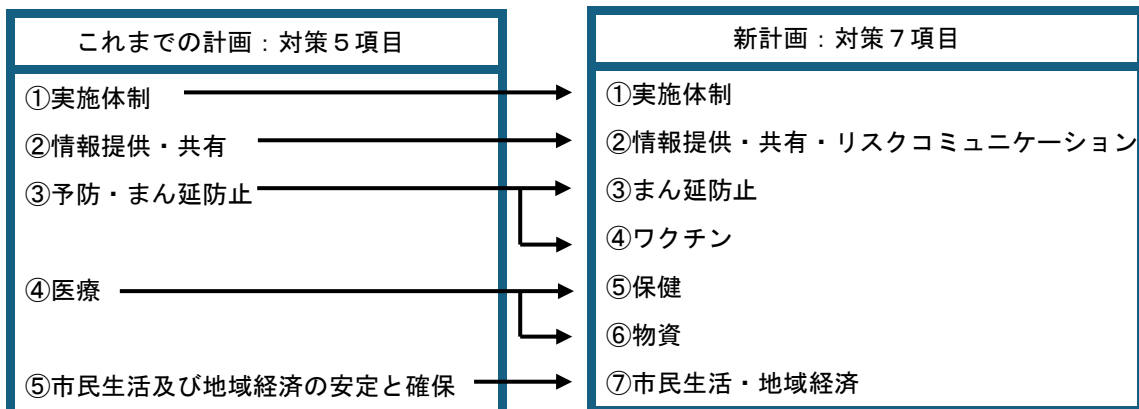 これまでの計画：対策５項目
①実施体制
②情報提供・共有
③予防・まん延防止
④医療
⑤市民生活及び地域経済の安定と確保
新計画：対策７項目
①実施体制
②情報提供・共有・リスクコミュニケーション
③まん延防止
④ワクチン
⑤保健
⑥物資
⑦市民生活・地域経済